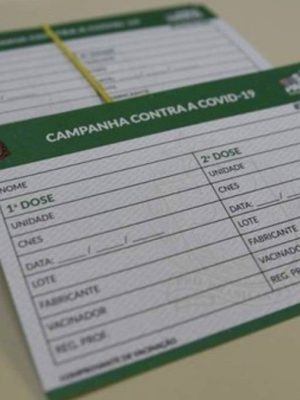 CAMPANHA CONTRA A COVID-19
NOME
1ª DOSE
UNIDADE
CNES
DATA: ____/____/____
LOTE
FABRICANTE
VACINADOR
REG. PROF.
2ª DOSE
UNIDADE
CNES
DATA: ____/
LOTE
FABRICANTE
VACINADOR
REG. PROF.
COMPROVANTE DE VACINAÇÃO